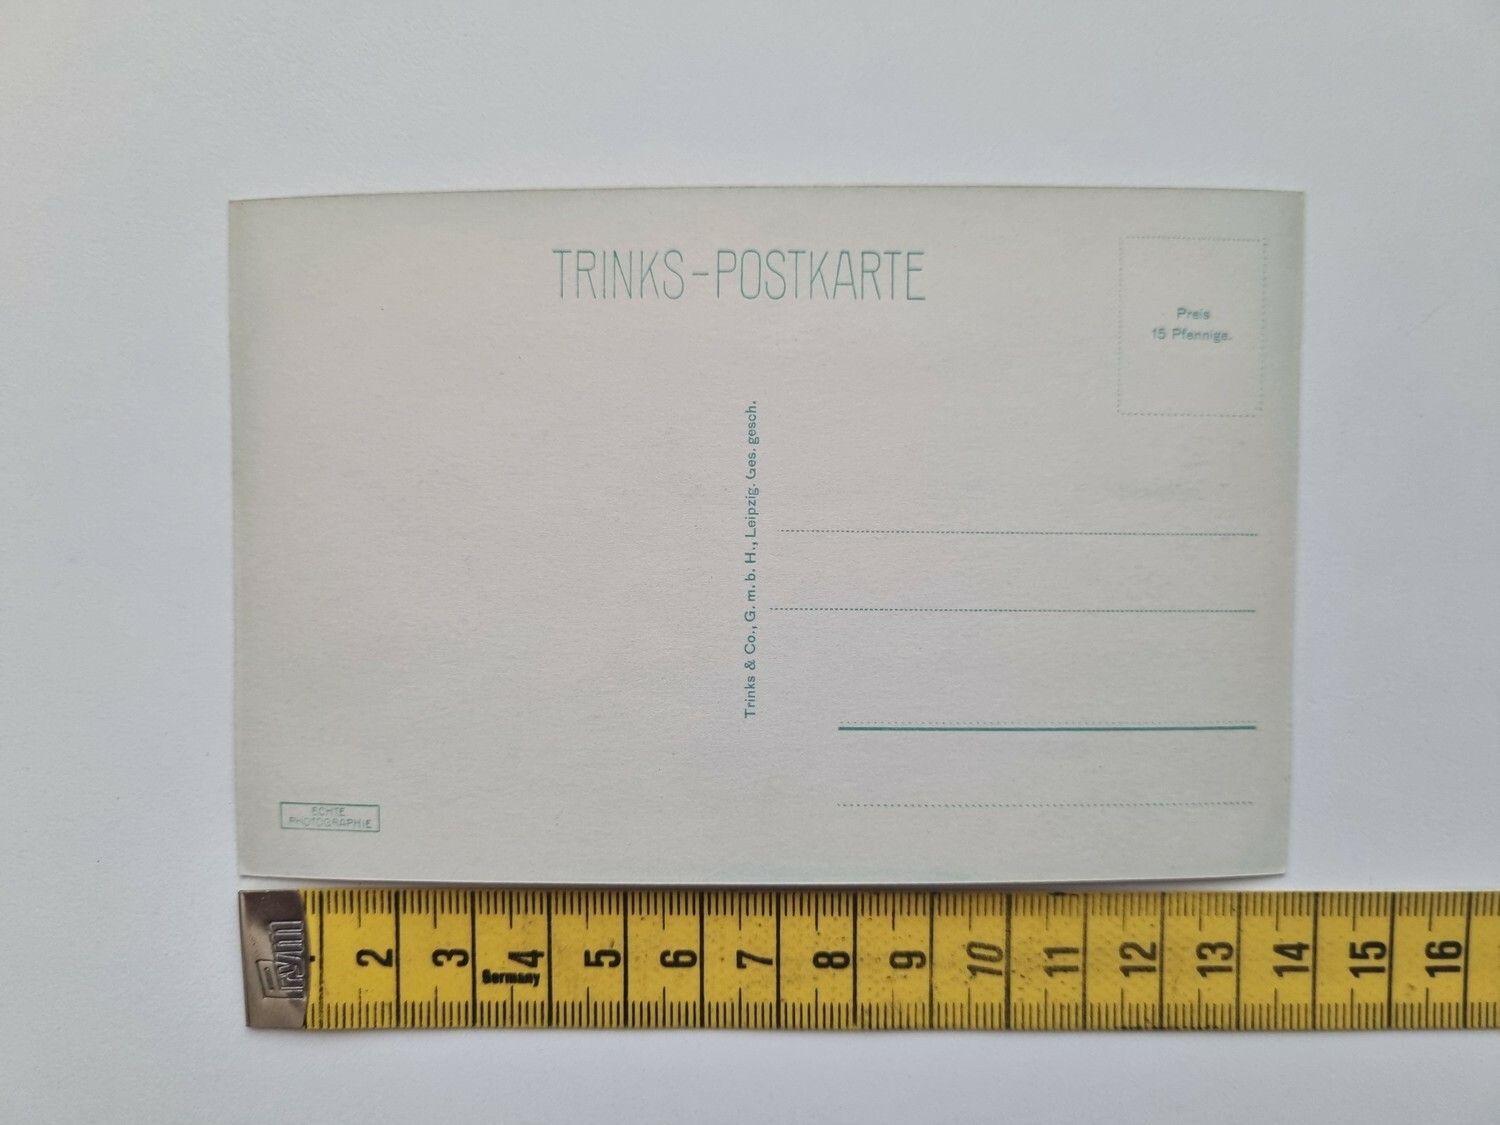 TRINKS-POSTKARTE
Preis
15 Pfennige.
Trinks & Co., G. m. b. H., Leipzig. Ges. gesch.
ECHTE
PHOTOGRAPHIE
Prym
2 3 4 5 6 7 8 9 10 11 12 13 14 15 16
Germany